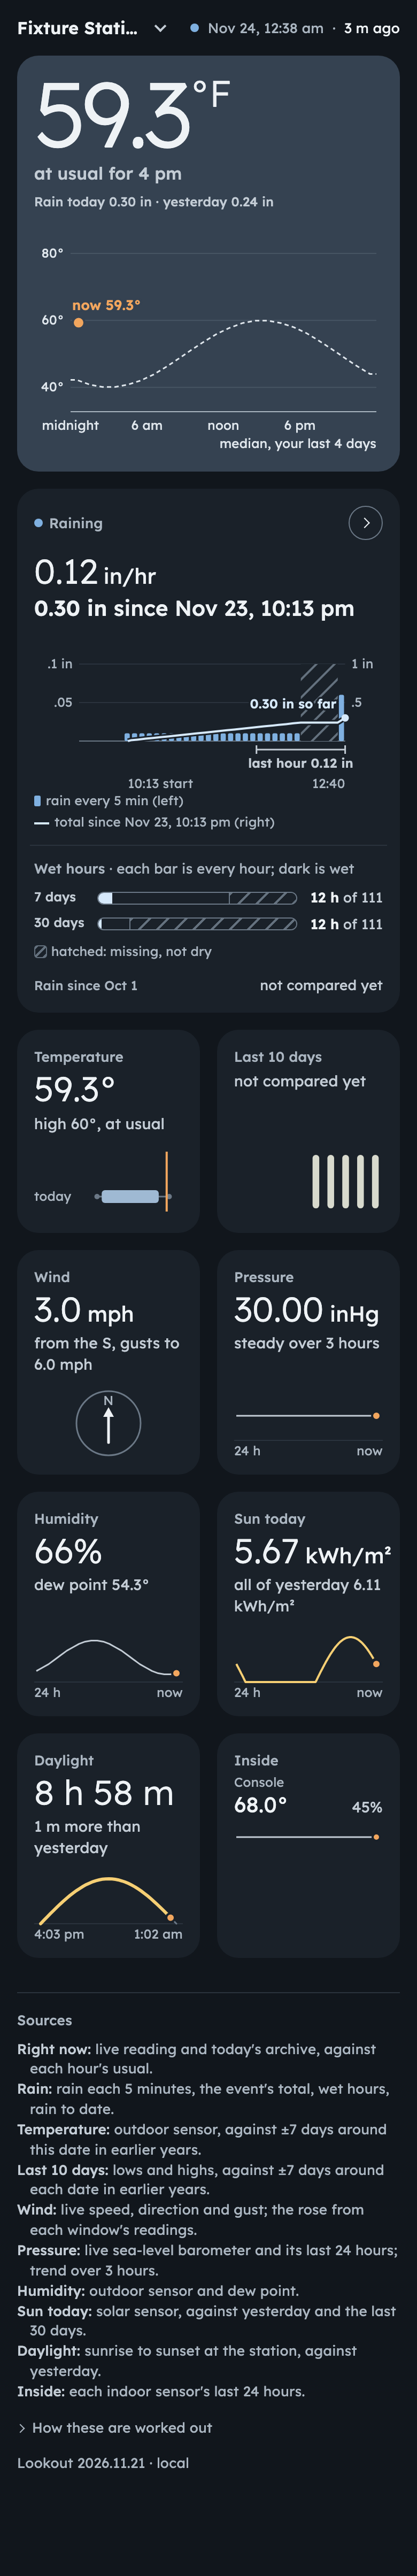 Fixture Stati… Nov 24, 12:38 am · 3 m ago
59.3°F
at usual for 4 pm
Rain today 0.30 in · yesterday 0.24 in
80°
now 59.3°
60°
40°
midnight 6 am noon 6 pm
median, your last 4 days
Raining
0.12 in/hr
0.30 in since Nov 23, 10:13 pm
.1 in 1 in
.05 0.30 in so far .5
last hour 0.12 in
10:13 start 12:40
rain every 5 min (left)
total since Nov 23, 10:13 pm (right)
Wet hours · each bar is every hour; dark is wet
7 days 12 h of 111
30 days 12 h of 111
hatched: missing, not dry
Rain since Oct 1 not compared yet
Temperature
59.3°
high 60°, at usual
today
Last 10 days
not compared yet
Wind
3.0 mph
from the S, gusts to
6.0 mph
N
Pressure
30.00 inHg
steady over 3 hours
24 h now
Humidity
66%
dew point 54.3°
24 h now
Sun today
5.67 kWh/m²
all of yesterday 6.11
kWh/m²
24 h now
Daylight
8 h 58 m
1 m more than
yesterday
4:03 pm 1:02 am
Inside
Console
68.0° 45%
Sources
Right now: live reading and today's archive, against
each hour's usual.
Rain: rain each 5 minutes, the event's total, wet hours,
rain to date.
Temperature: outdoor sensor, against ±7 days around
this date in earlier years.
Last 10 days: lows and highs, against ±7 days around
each date in earlier years.
Wind: live speed, direction and gust; the rose from
each window's readings.
Pressure: live sea-level barometer and its last 24 hours;
trend over 3 hours.
Humidity: outdoor sensor and dew point.
Sun today: solar sensor, against yesterday and the last
30 days.
Daylight: sunrise to sunset at the station, against
yesterday.
Inside: each indoor sensor's last 24 hours.
How these are worked out
Lookout 2026.11.21 · local